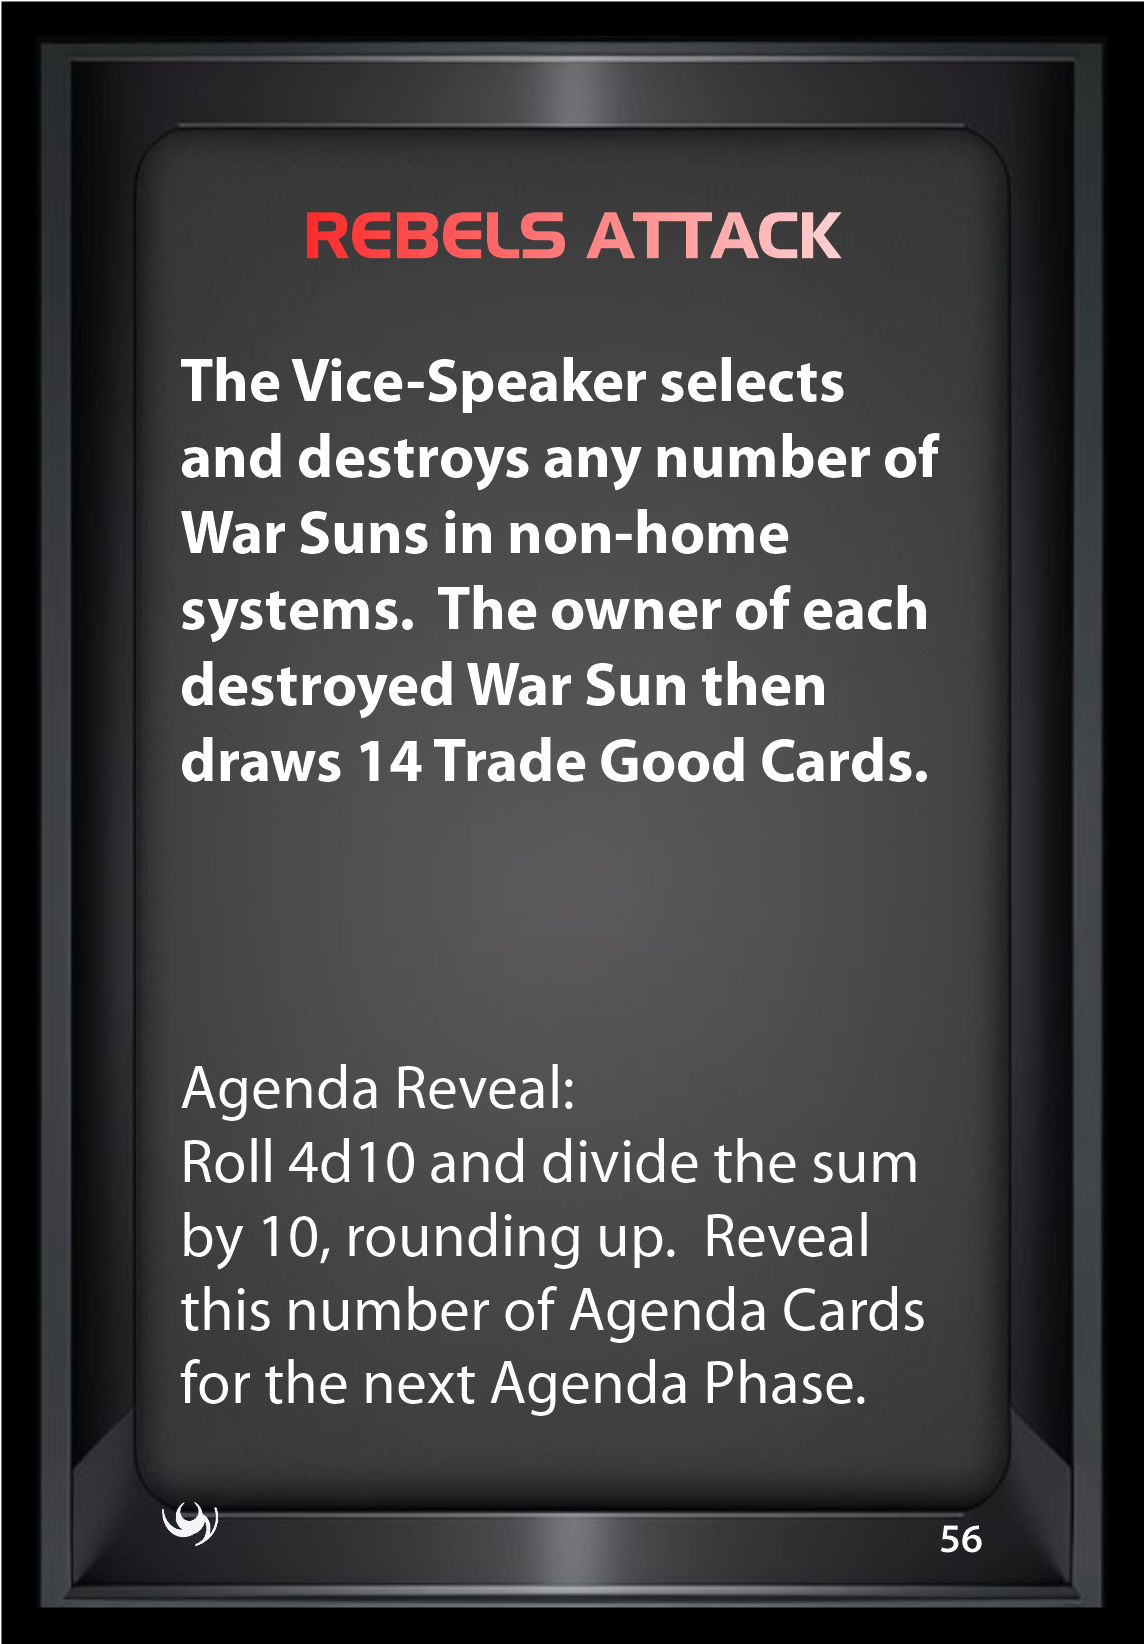 REBELS ATTACK
The Vice-Speaker selects
and destroys any number of
War Suns in non-home
systems.  The owner of each
destroyed War Sun then
draws 14 Trade Good Cards.
Agenda Reveal:
Roll 4d10 and divide the sum
by 10, rounding up.  Reveal
this number of Agenda Cards
for the next Agenda Phase.
56